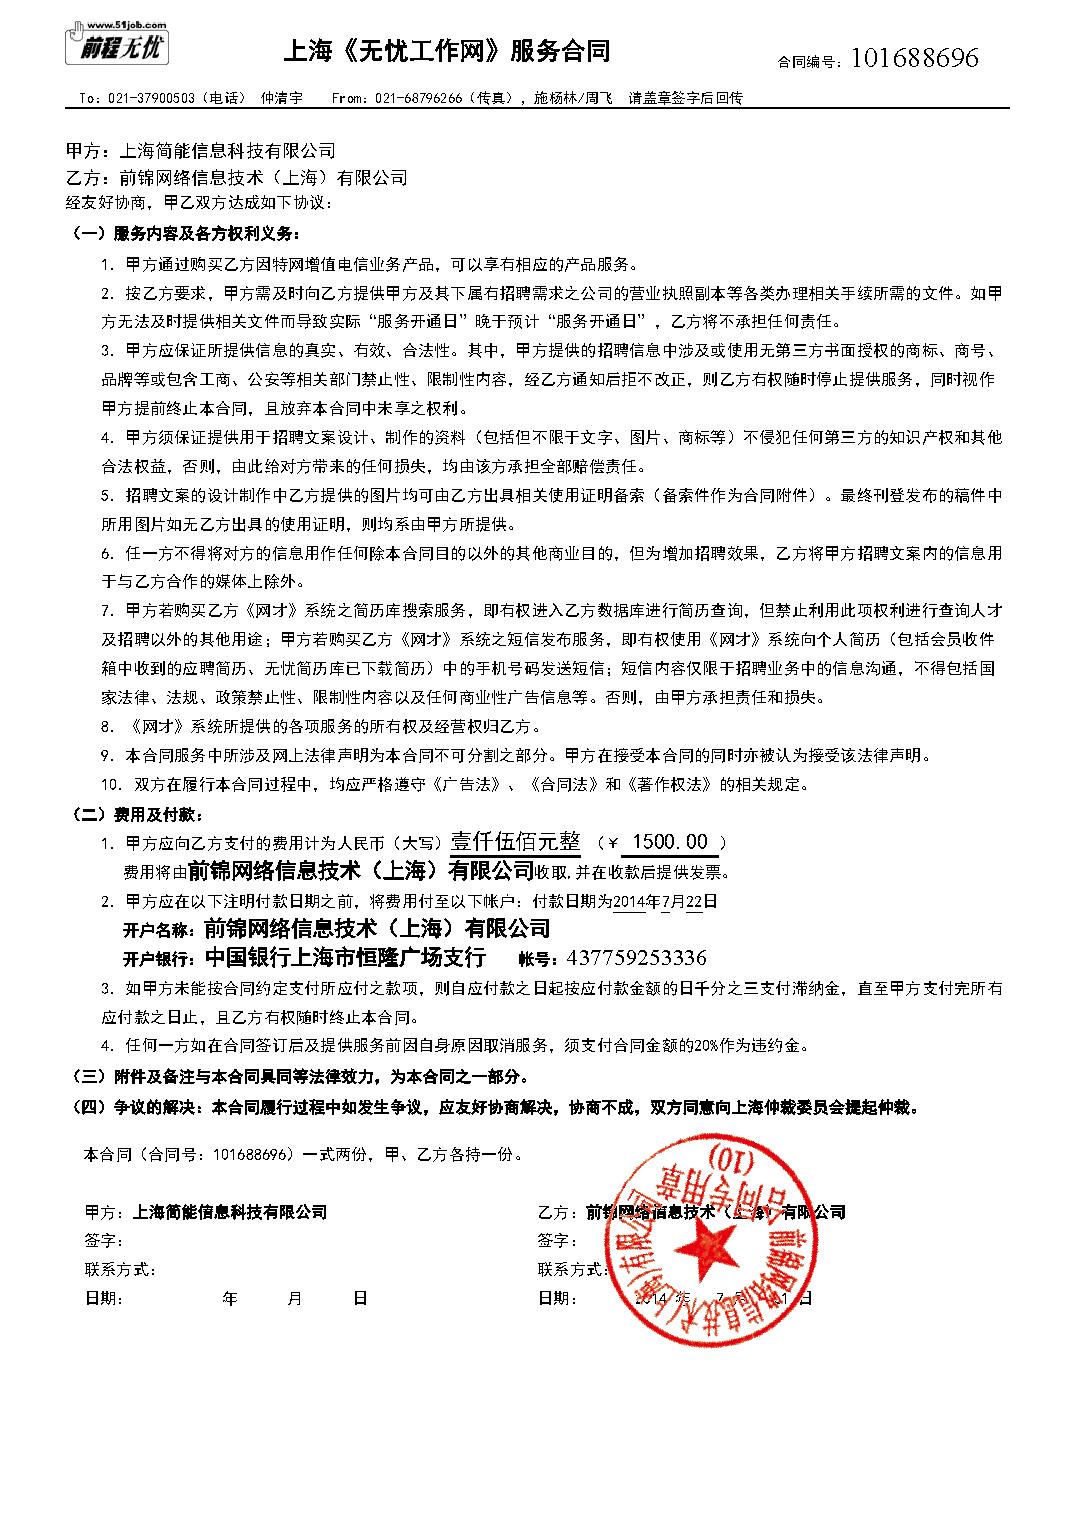 www.51job.com
前程无忧
上海《无忧工作网》服务合同
合同编号：101688696
To：021-37900503（电话） 仲清宇 From：021-68796266（传真），施杨林/周飞 请盖章签字后回传
甲方：上海简能信息科技有限公司
乙方：前锦网络信息技术（上海）有限公司
经友好协商，甲乙双方达成如下协议：
（一）服务内容及各方权利义务：
1. 甲方通过购买乙方因特网增值电信业务产品，可以享有相应的产品服务。
2. 按乙方要求，甲方需及时向乙方提供甲方及其下属有招聘需求之公司的营业执照副本等各类办理相关手续所需的文件。如甲
方无法及时提供相关文件而导致实际“服务开通日”晚于预计“服务开通日”，乙方将不承担任何责任。
3. 甲方应保证所提供信息的真实、有效、合法性。其中，甲方提供的招聘信息中涉及或使用无第三方书面授权的商标、商号、
品牌等或包含工商、公安等相关部门禁止性、限制性内容，经乙方通知后拒不改正，则乙方有权随时停止提供服务，同时视作
甲方提前终止本合同，且放弃本合同中未享之权利。
4. 甲方须保证提供用于招聘文案设计、制作的资料（包括但不限于文字、图片、商标等）不侵犯任何第三方的知识产权和其他
合法权益，否则，由此给对方带来的任何损失，均由该方承担全部赔偿责任。
5. 招聘文案的设计制作中乙方提供的图片均可由乙方出具相关使用证明备索（备索件作为合同附件）。最终刊登发布的稿件中
所用图片如无乙方出具的使用证明，则均系由甲方所提供。
6. 任一方不得将对方的信息用作任何除本合同目的以外的其他商业目的，但为增加招聘效果，乙方将甲方招聘文案内的信息用
于与乙方合作的媒体上除外。
7. 甲方若购买乙方《网才》系统之简历库搜索服务，即有权进入乙方数据库进行简历查询，但禁止利用此项权利进行查询人才
及招聘以外的其他用途；甲方若购买乙方《网才》系统之短信发布服务，即有权使用《网才》系统向个人简历（包括会员收件
箱中收到的应聘简历、无忧简历库已下载简历）中的手机号码发送短信；短信内容仅限于招聘业务中的信息沟通，不得包括国
家法律、法规、政策禁止性、限制性内容以及任何商业性广告信息等。否则，由甲方承担责任和损失。
8. 《网才》系统所提供的各项服务的所有权及经营权归乙方。
9. 本合同服务中所涉及网上法律声明为本合同不可分割之部分。甲方在接受本合同的同时亦被认为接受该法律声明。
10. 双方在履行本合同过程中，均应严格遵守《广告法》、《合同法》和《著作权法》的相关规定。
（二）费用及付款：
1. 甲方应向乙方支付的费用计为人民币（大写）壹仟伍佰元整 （￥ 1500.00 ）
费用将由前锦网络信息技术（上海）有限公司收取,并在收款后提供发票。
2. 甲方应在以下注明付款日期之前，将费用付至以下帐户：付款日期为2014年7月22日
开户名称：前锦网络信息技术（上海）有限公司
开户银行：中国银行上海市恒隆广场支行 帐号：437759253336
3. 如甲方未能按合同约定支付所应付之款项，则自应付款之日起按应付款金额的日千分之三支付滞纳金，直至甲方支付完所有
应付款之日止，且乙方有权随时终止本合同。
4. 任何一方如在合同签订后及提供服务前因自身原因取消服务，须支付合同金额的20%作为违约金。
（三）附件及备注与本合同具同等法律效力，为本合同之一部分。
（四）争议的解决：本合同履行过程中如发生争议，应友好协商解决，协商不成，双方同意向上海仲裁委员会提起仲裁。
本合同（合同号：101688696）一式两份，甲、乙方各持一份。
甲方：上海简能信息科技有限公司
签字：
联系方式：
日期： 年 月 日
乙方：前锦网络信息技术（上海）有限公司
签字：
联系方式：
日期： 2014 年 7 月 日
前锦网络信息技术(上海)有限公司
合同专用章
(10)